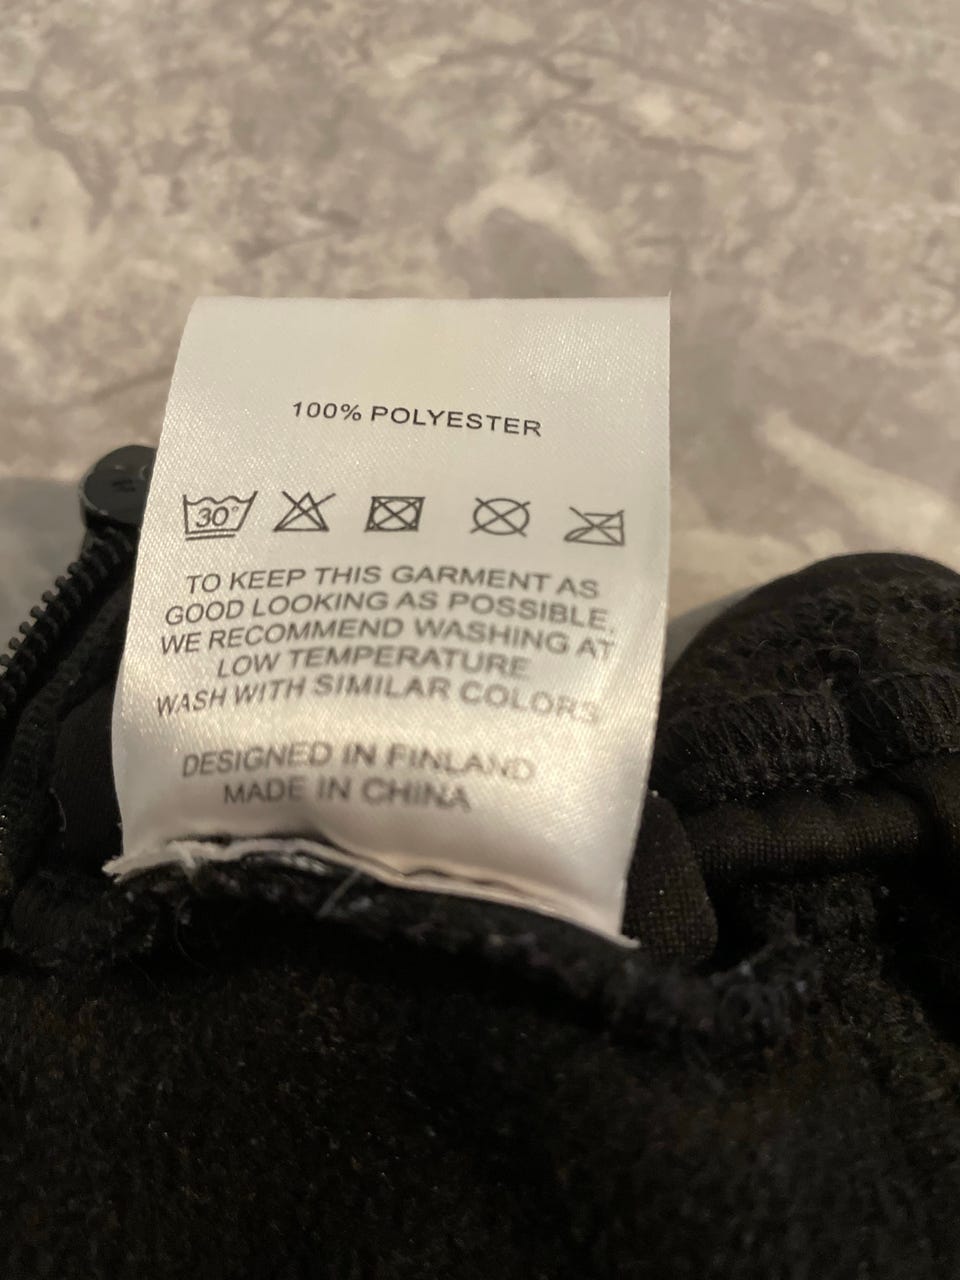 100% POLYESTER
30°
TO KEEP THIS GARMENT AS
GOOD LOOKING AS POSSIBLE,
WE RECOMMEND WASHING AT
LOW TEMPERATURE
WASH WITH SIMILAR COLORS
DESIGNED IN FINLAND
MADE IN CHINA